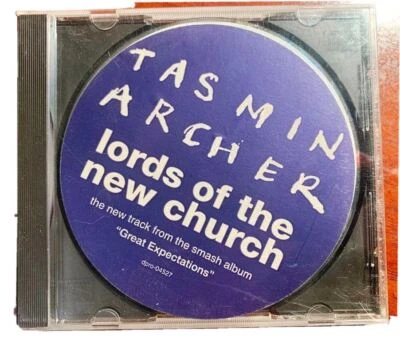 TASMIN
ARCHER
lords of the
new church
the new track from the smash album
"Great Expectations"
dpro-04527